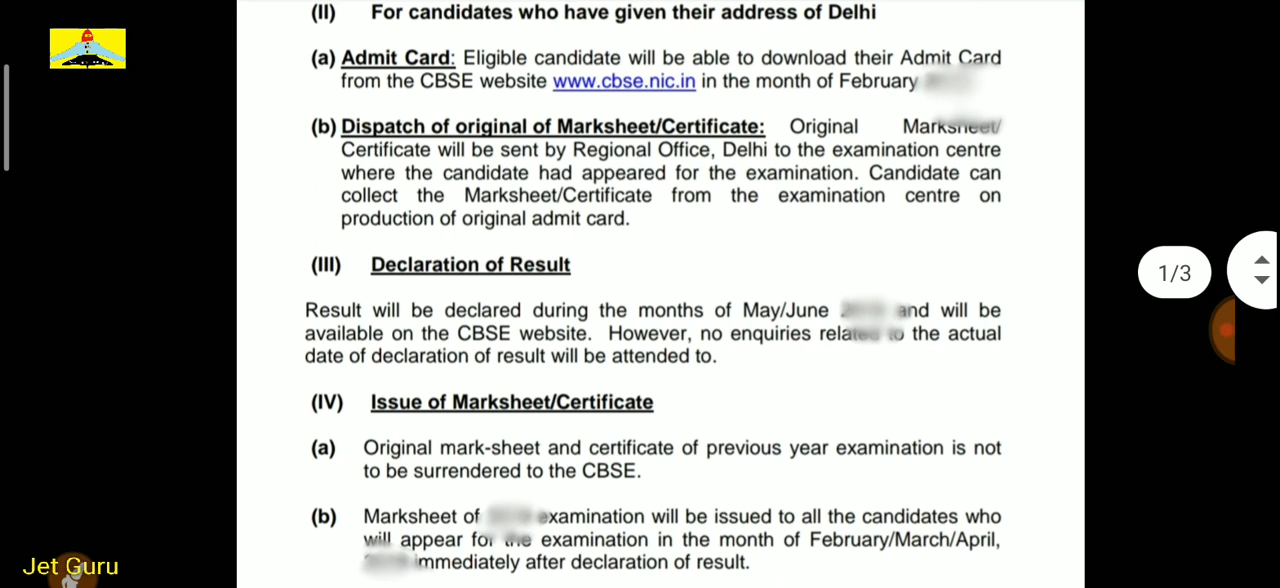 (II) For candidates who have given their address of Delhi
(a) Admit Card: Eligible candidate will be able to download their Admit Card
from the CBSE website www.cbse.nic.in in the month of February
(b) Dispatch of original of Marksheet/Certificate: Original Marksheet/
Certificate will be sent by Regional Office, Delhi to the examination centre
where the candidate had appeared for the examination. Candidate can
collect the Marksheet/Certificate from the examination centre on
production of original admit card.
(III) Declaration of Result
Result will be declared during the months of May/June and will be
available on the CBSE website. However, no enquiries related to the actual
date of declaration of result will be attended to.
(IV) Issue of Marksheet/Certificate
(a) Original mark-sheet and certificate of previous year examination is not
to be surrendered to the CBSE.
(b) Marksheet of examination will be issued to all the candidates who
will appear for the examination in the month of February/March/April,
immediately after declaration of result.
1/3
Jet Guru